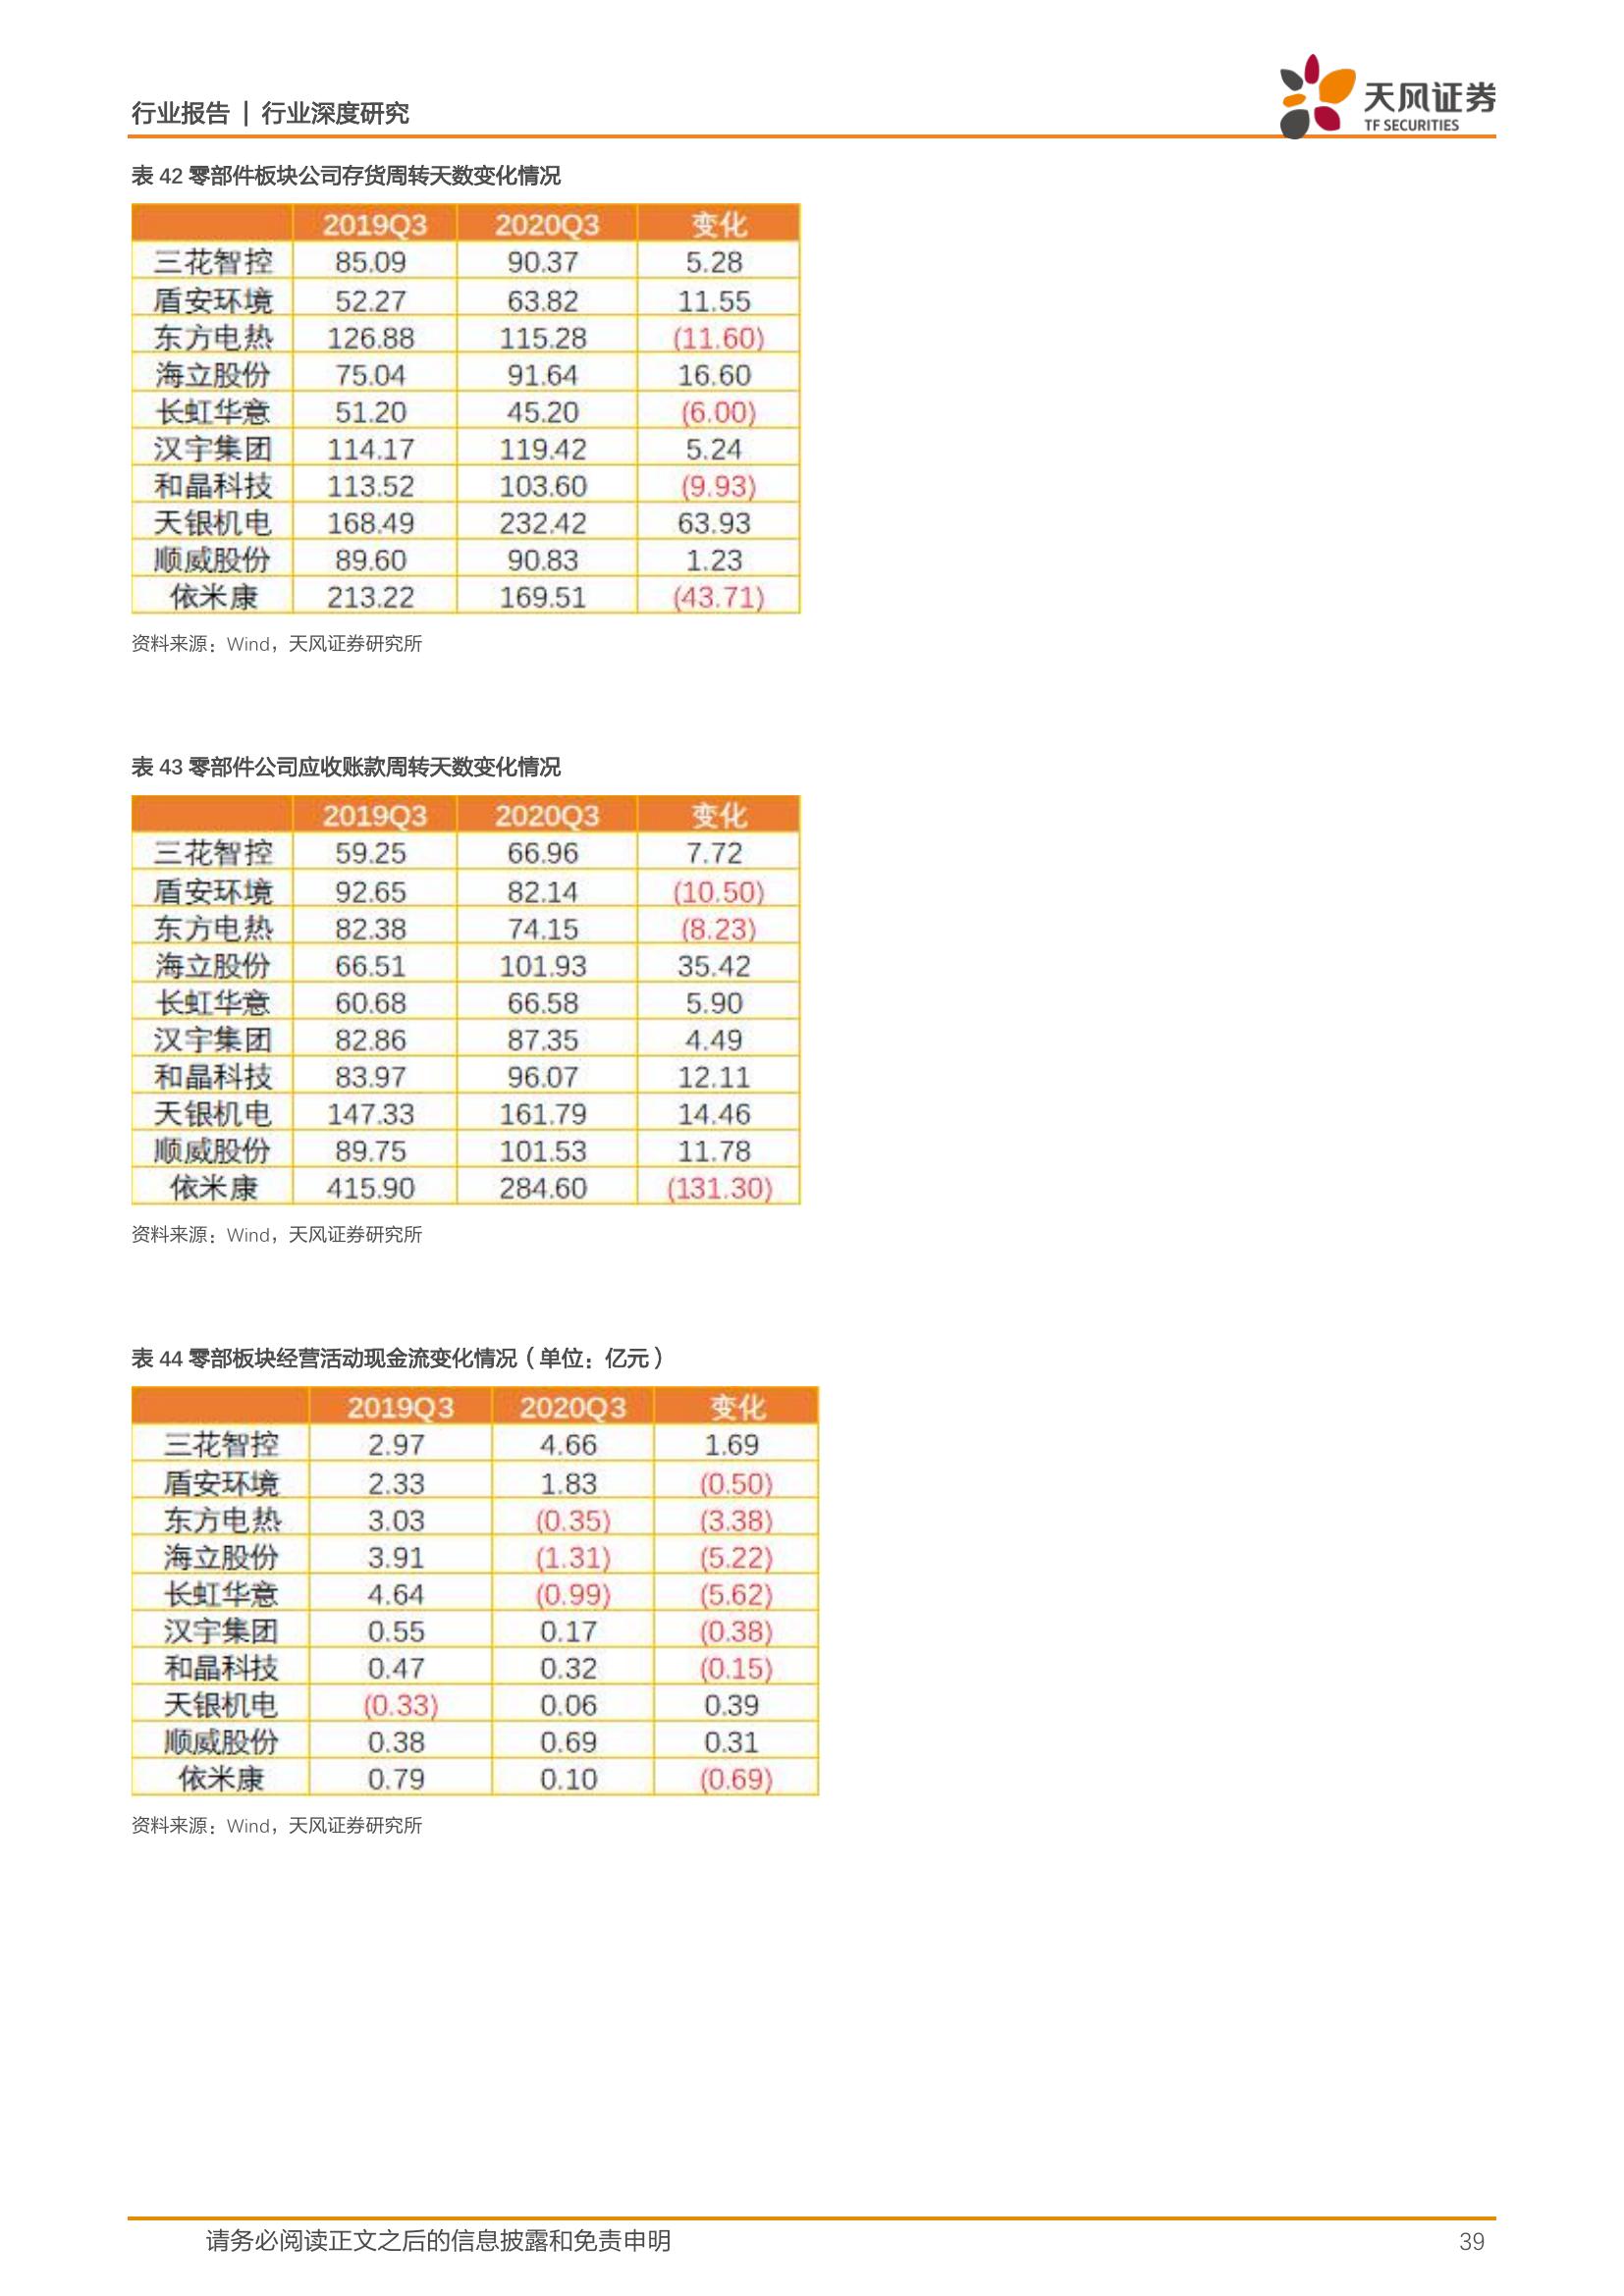 行业报告 | 行业深度研究
天风证券
TF SECURITIES
表 42 零部件板块公司存货周转天数变化情况
2019Q3 2020Q3 变化
三花智控 85.09 90.37 5.28
盾安环境 52.27 63.82 11.55
东方电热 126.88 115.28 (11.60)
海立股份 75.04 91.64 16.60
长虹华意 51.20 45.20 (6.00)
汉宇集团 114.17 119.42 5.24
和晶科技 113.52 103.60 (9.93)
天银机电 168.49 232.42 63.93
顺威股份 89.60 90.83 1.23
依米康 213.22 169.51 (43.71)
资料来源：Wind，天风证券研究所
表 43 零部件公司应收账款周转天数变化情况
2019Q3 2020Q3 变化
三花智控 59.25 66.96 7.72
盾安环境 92.65 82.14 (10.50)
东方电热 82.38 74.15 (8.23)
海立股份 66.51 101.93 35.42
长虹华意 60.68 66.58 5.90
汉宇集团 82.86 87.35 4.49
和晶科技 83.97 96.07 12.11
天银机电 147.33 161.79 14.46
顺威股份 89.75 101.53 11.78
依米康 415.90 284.60 (131.30)
资料来源：Wind，天风证券研究所
表 44 零部板块经营活动现金流变化情况（单位：亿元）
2019Q3 2020Q3 变化
三花智控 2.97 4.66 1.69
盾安环境 2.33 1.83 (0.50)
东方电热 3.03 (0.35) (3.38)
海立股份 3.91 (1.31) (5.22)
长虹华意 4.64 (0.99) (5.62)
汉宇集团 0.55 0.17 (0.38)
和晶科技 0.47 0.32 (0.15)
天银机电 (0.33) 0.06 0.39
顺威股份 0.38 0.69 0.31
依米康 0.79 0.10 (0.69)
资料来源：Wind，天风证券研究所
请务必阅读正文之后的信息披露和免责申明 39